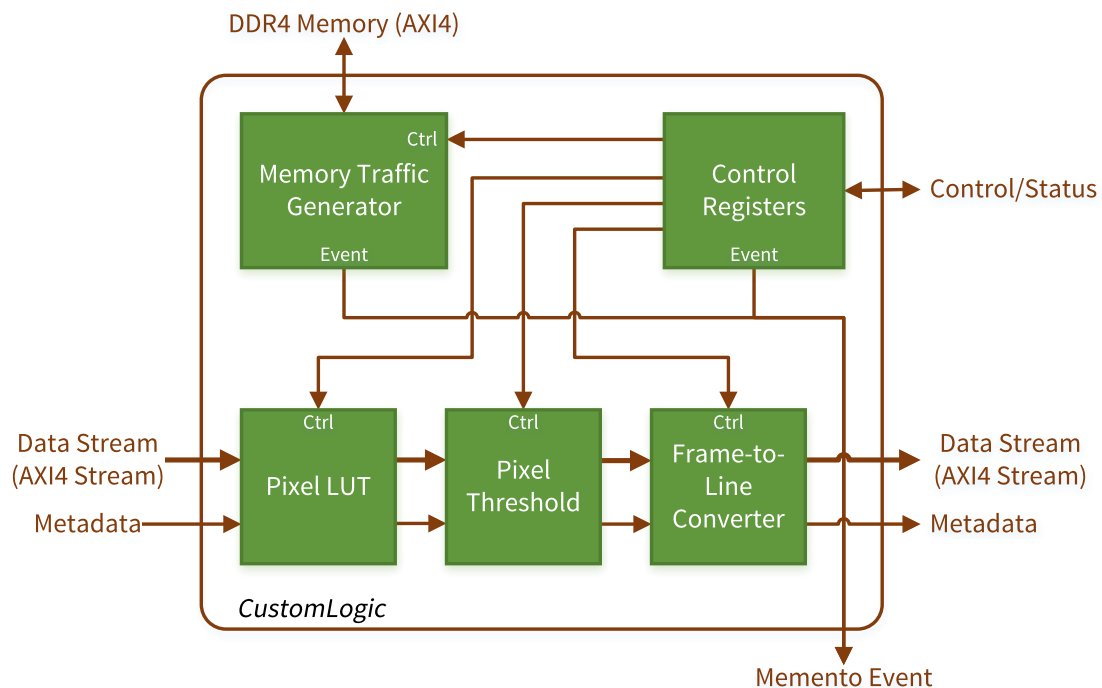 DDR4 Memory (AXI4)
Ctrl
Memory Traffic
Generator
Event
Control
Registers
Event
Control/Status
Data Stream
(AXI4 Stream)
Metadata
Ctrl
Pixel LUT
Ctrl
Pixel
Threshold
Ctrl
Frame-to-
Line
Converter
Data Stream
(AXI4 Stream)
Metadata
CustomLogic
Memento Event